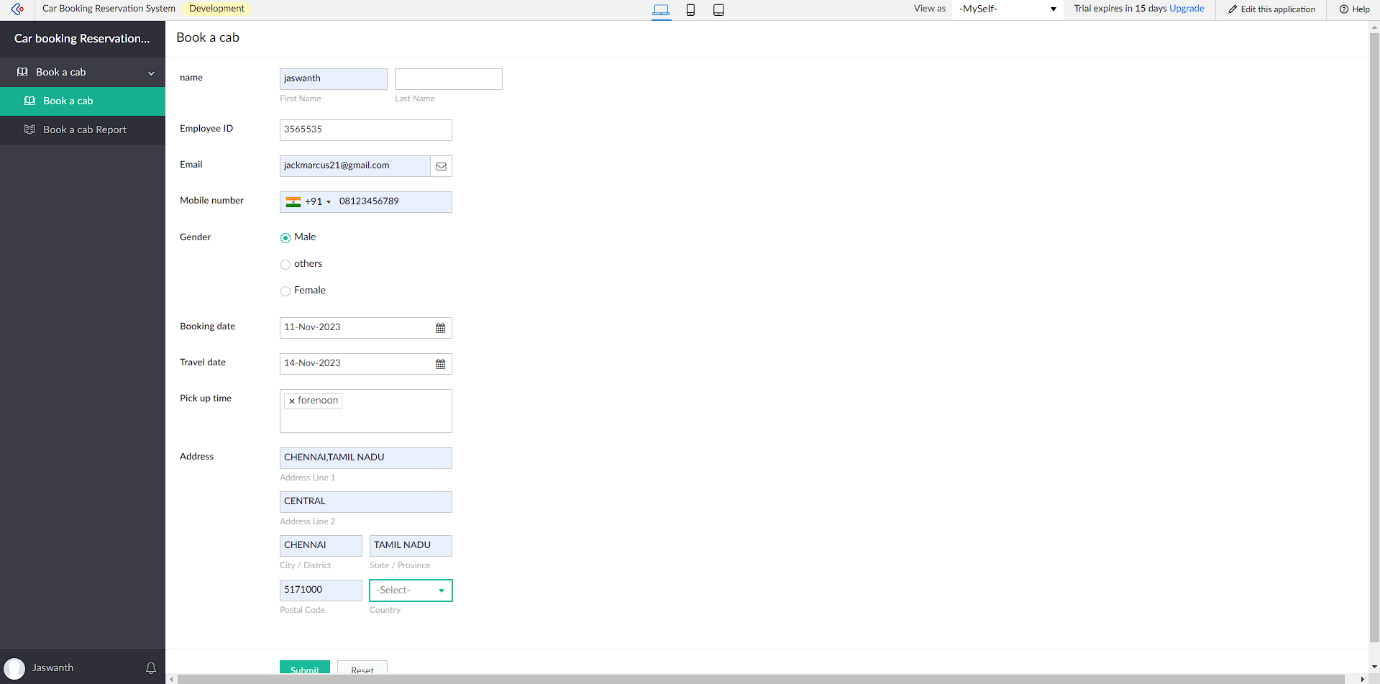 Car Booking Reservation System Development View as -MySelf- Trial expires in 15 days Upgrade Edit this application Help
Car booking Reservation...
Book a cab
Book a cab
Book a cab Report
Jaswanth
Book a cab
name jaswanth
First Name Last Name
Employee ID 3565535
Email jackmarcus21@gmail.com
Mobile number +91 08123456789
Gender Male
others
Female
Booking date 11-Nov-2023
Travel date 14-Nov-2023
Pick up time × forenoon
Address CHENNAI,TAMIL NADU
Address Line 1
CENTRAL
Address Line 2
CHENNAI TAMIL NADU
City / District State / Province
5171000 -Select-
Postal Code Country
Submit Reset